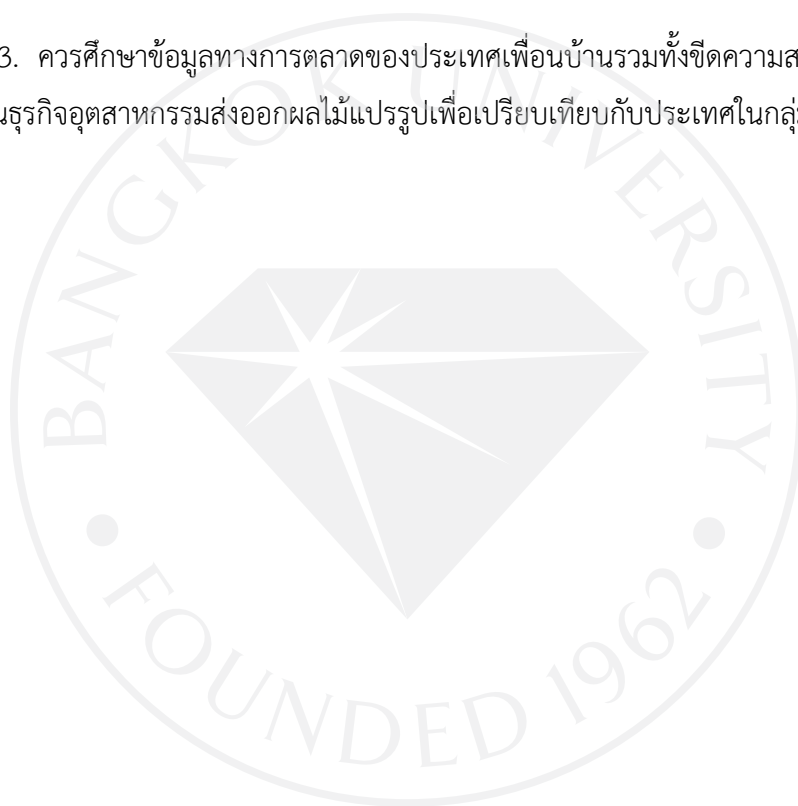 3. ควรศึกษาข้อมูลทางการตลาดของประเทศเพื่อนบ้านรวมทั้งขีดความส
ธุรกิจอุตสาหกรรมส่งออกผลไม้แปรรูปเพื่อเปรียบเทียบกับประเทศในกลุ่ม
BANGKOK UNIVERSITY
FOUNDED 1962